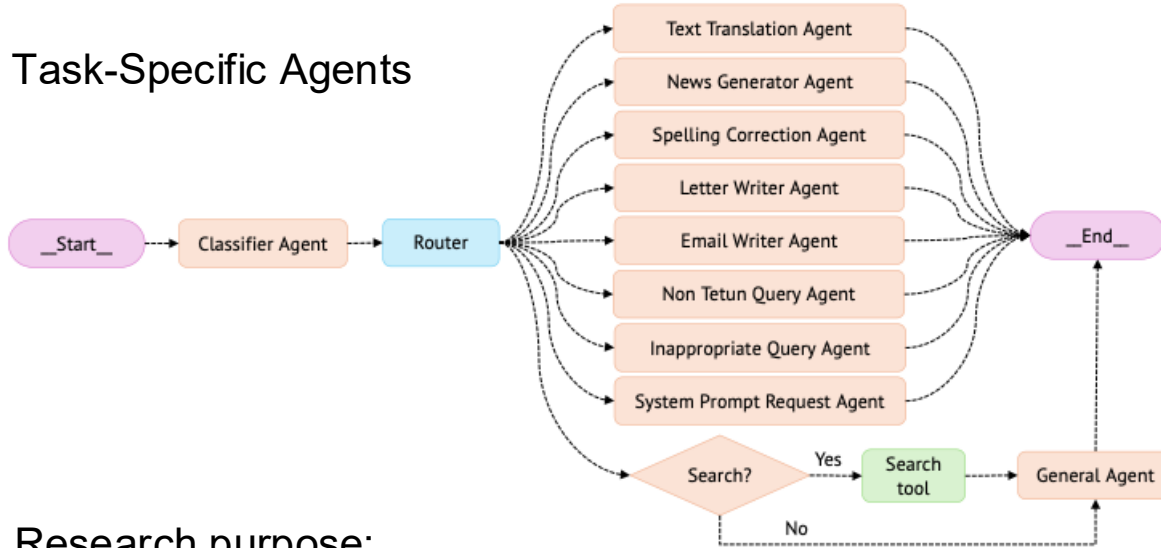 Task-Specific Agents
Text Translation Agent
News Generator Agent
Spelling Correction Agent
Letter Writer Agent
__Start__
Classifier Agent
Router
Email Writer Agent
__End__
Non Tetun Query Agent
Inappropriate Query Agent
System Prompt Request Agent
Search?
Yes
Search
tool
General Agent
No
Research purpose: